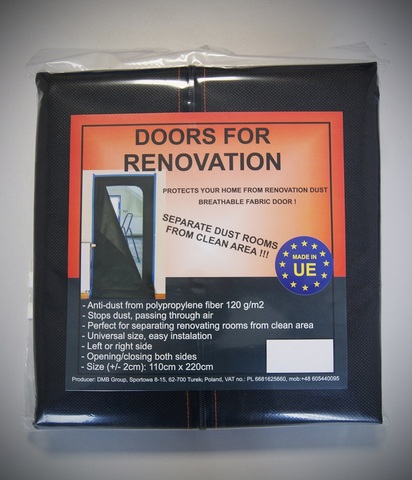 DOORS FOR
RENOVATION
PROTECTS YOUR HOME FROM RENOVATION DUST
BREATHABLE FABRIC DOOR !
SEPARATE DUST ROOMS
FROM CLEAN AREA !!!
MADE IN
UE
- Anti-dust from polypropylene fiber 120 g/m2
- Stops dust, passing through air
- Perfect for separating renovating rooms from clean area
- Universal size, easy instalation
- Left or right side
- Opening/closing both sides
- Size (+/- 2cm): 110cm x 220cm
Producer: DMB Group, Sportowa 8-15, 62-700 Turek, Poland, VAT no.: PL 6681625660, mob:+48 605440095